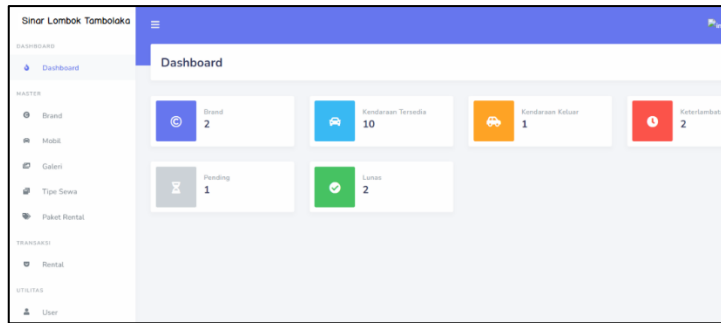 Sinar Lombok Tambolaka
DASHBOARD
Dashboard
MASTER
Brand
Mobil
Galeri
Tipe Sewa
Paket Rental
TRANSAKSI
Rental
UTILITAS
User
Dashboard
Brand
2
Kendaraan Tersedia
10
Kendaraan Keluar
1
Keterlambat
2
Pending
1
Lunas
2